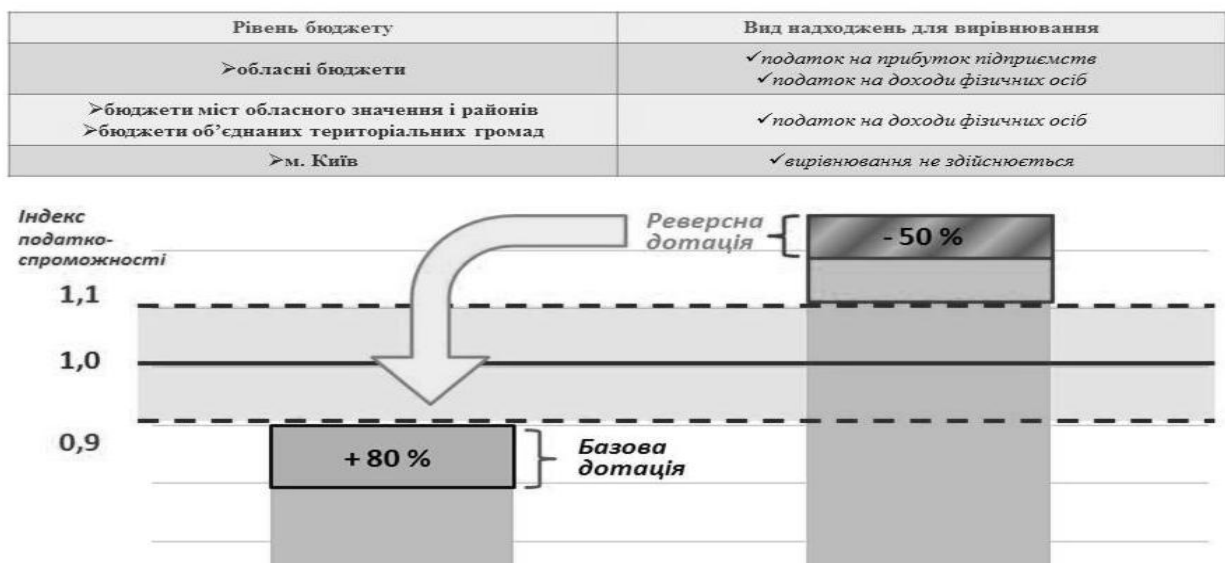 Рівень бюджету
Вид надходжень для вирівнювання
➢обласні бюджети
✓податок на прибуток підприємств
✓податок на доходи фізичних осіб
➢бюджети міст обласного значення і районів
➢бюджети об’єднаних територіальних громад
✓податок на доходи фізичних осіб
➢м. Київ
✓вирівнювання не здійснюється
Індекс
податко-
спроможності
Реверсна
дотація
- 50 %
1,1
1,0
0,9
+ 80 %
Базова
дотація